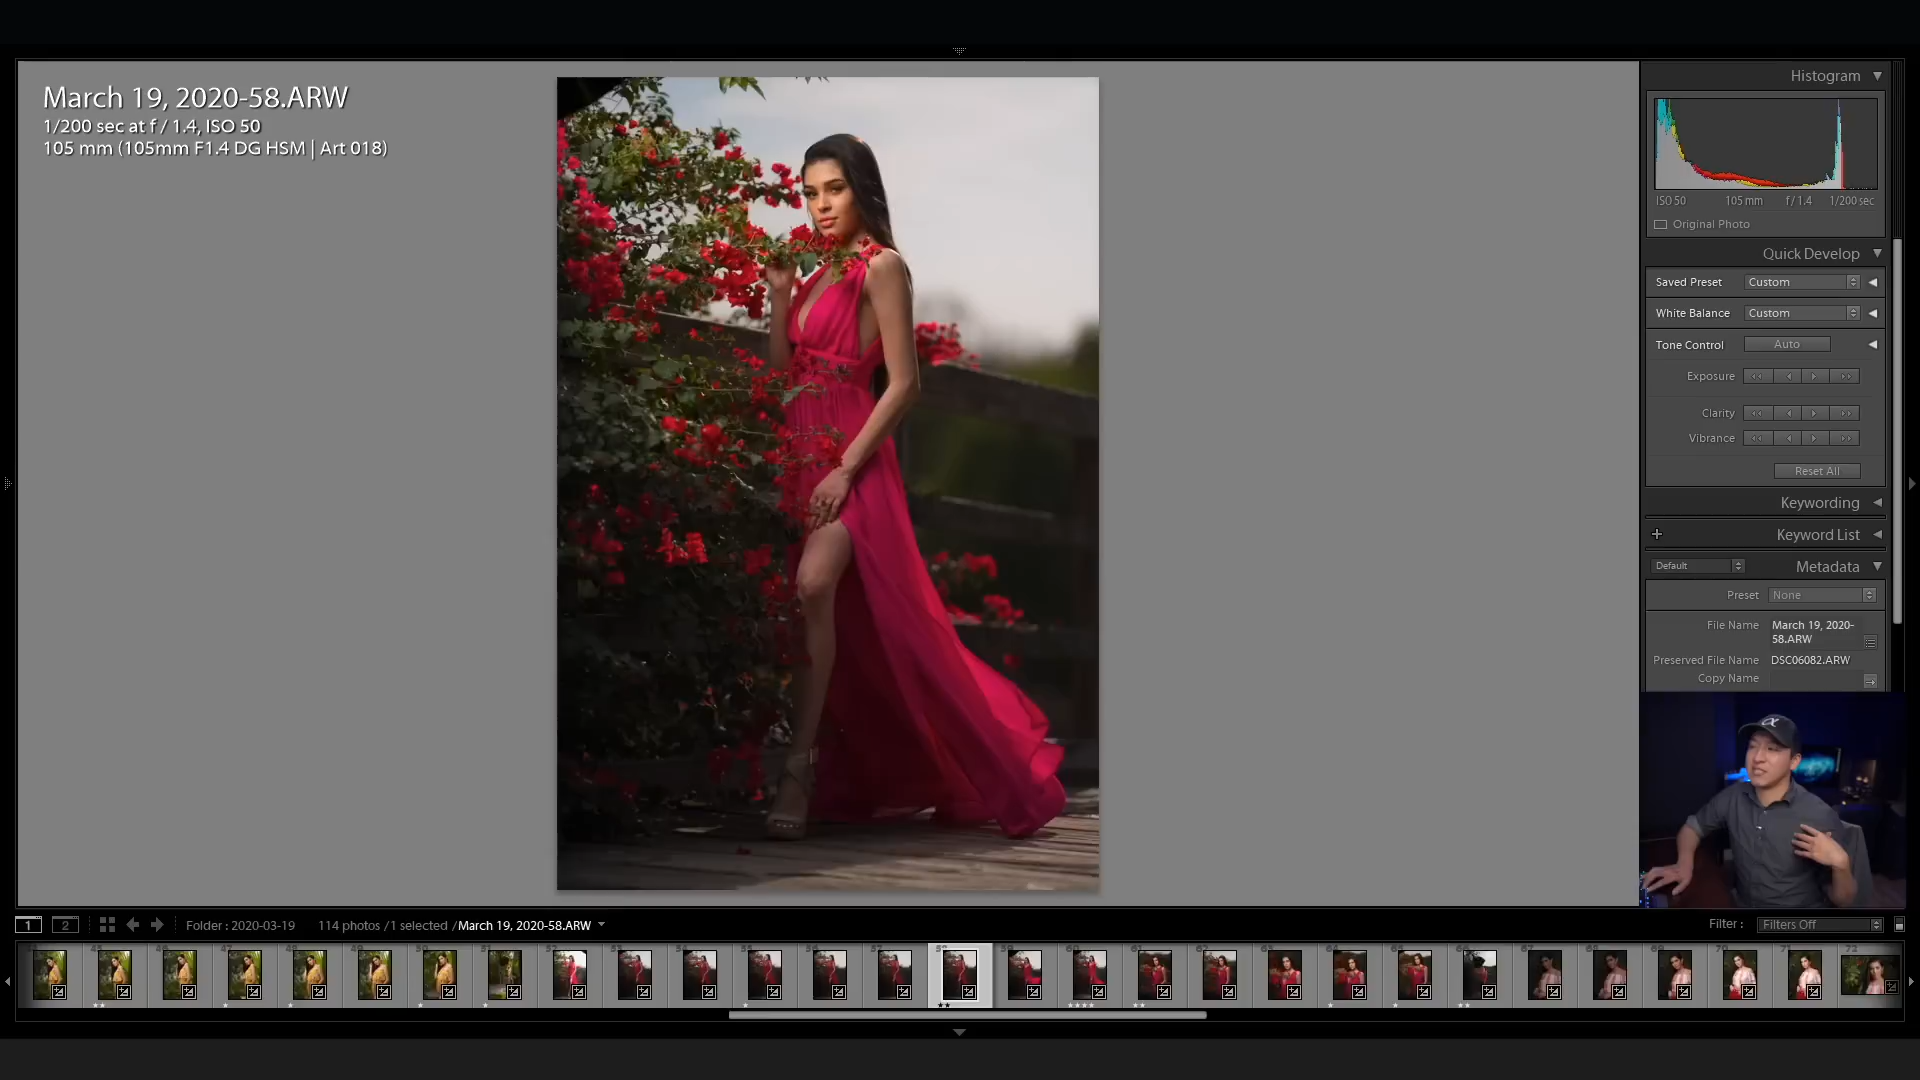 March 19, 2020-58.ARW
1/200 sec at f / 1.4, ISO 50
105 mm (105mm F1.4 DG HSM | Art 018)
Histogram
ISO 50 105 mm f / 1.4 1/200 sec
Original Photo
Quick Develop
Saved Preset Custom
White Balance Custom
Tone Control Auto
Exposure
Clarity
Vibrance
Reset All
Keywording
+ Keyword List
Default Metadata
Preset None
File Name March 19, 2020-
58.ARW
Preserved File Name DSC06082.ARW
Copy Name
1 2 Folder : 2020-03-19 114 photos / 1 selected / March 19, 2020-58.ARW Filter : Filters Off